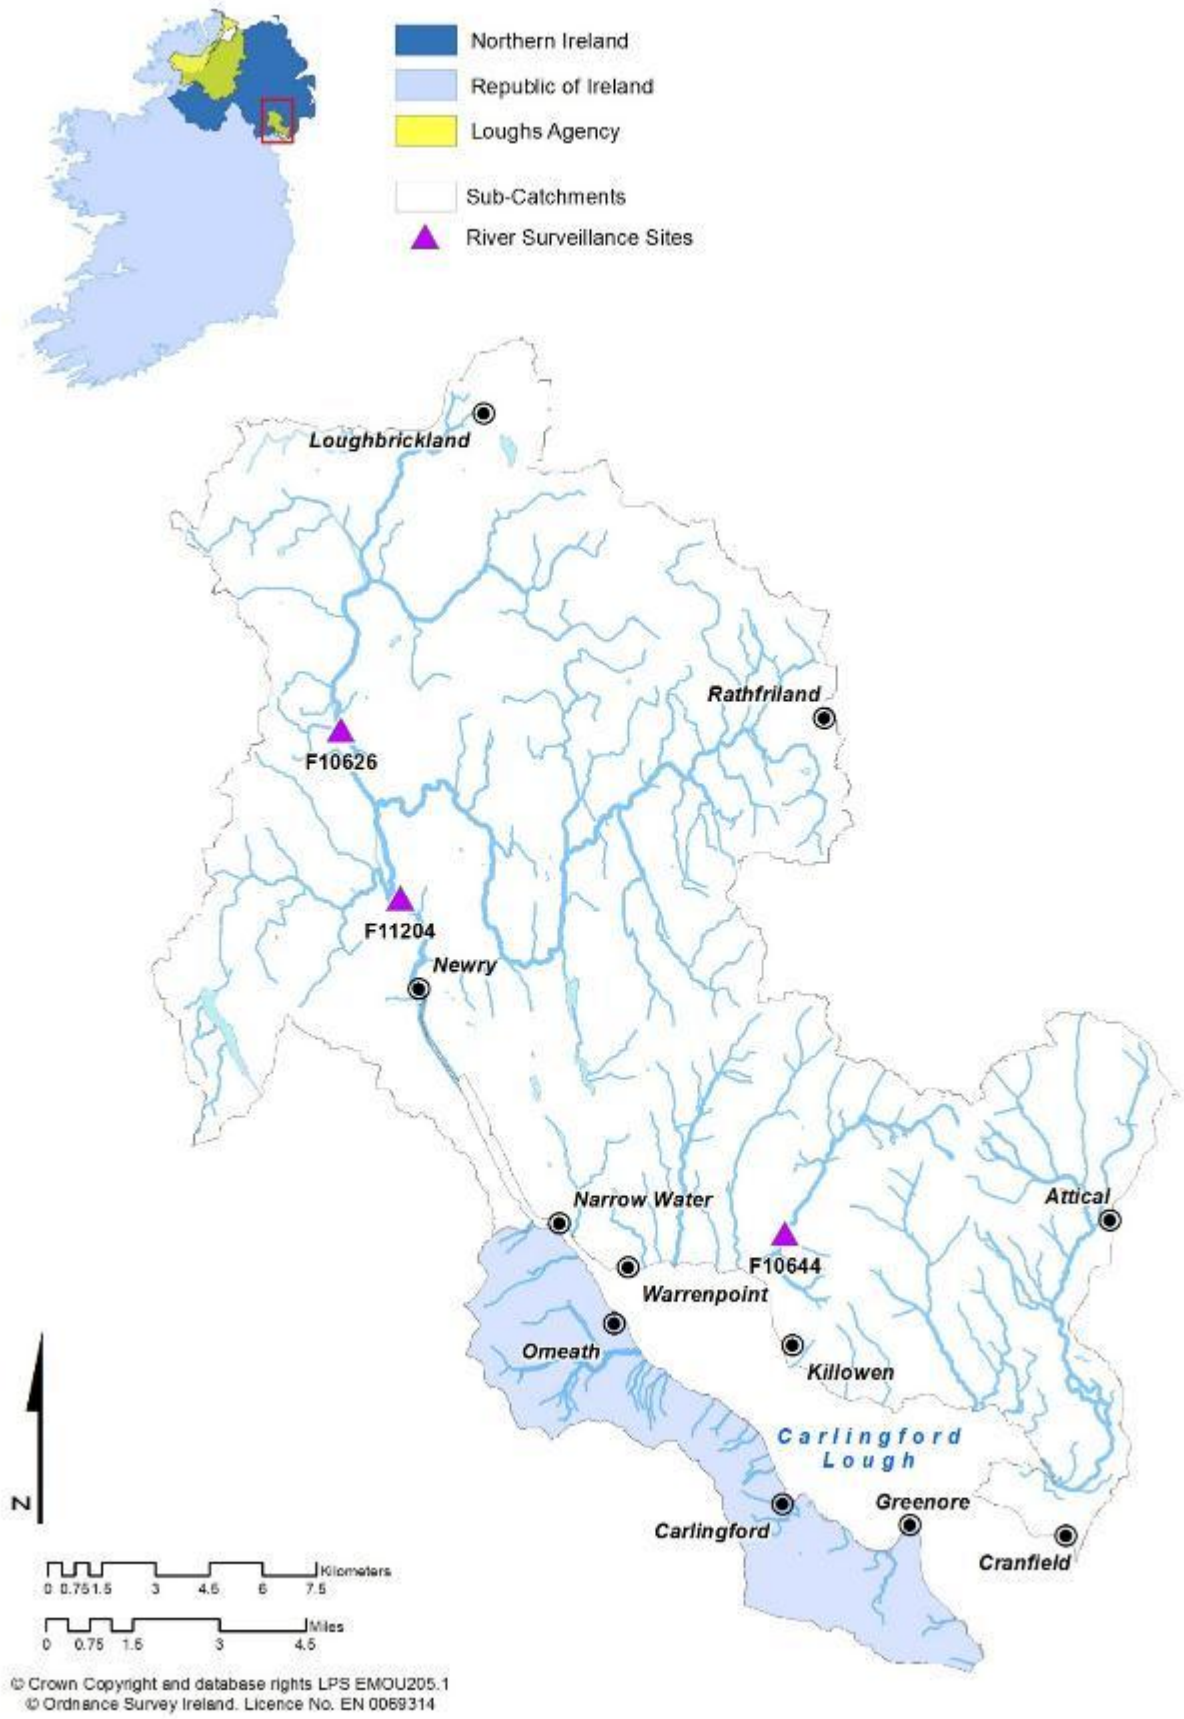 Northern Ireland
Republic of Ireland
Loughs Agency
Sub-Catchments
River Surveillance Sites
Loughbrickland
Rathfriland
F10626
F11204
Newry
Narrow Water
Attical
F10644
Warrenpoint
Omeath
Killowen
Carlingford
Lough
Greenore
Carlingford
Cranfield
N
Kilometers
0 0.75 1.5 3 4.5 6 7.5
Miles
0 0.75 1.5 3 4.5
© Crown Copyright and database rights LPS EMOU205.1
© Ordnance Survey Ireland. Licence No. EN 0069314